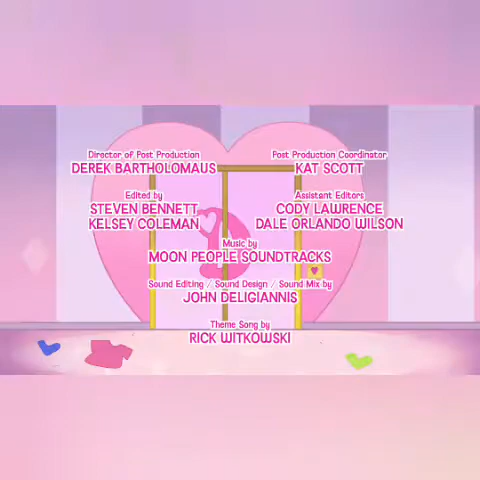 Director of Post Production
DEREK BARTHOLOMAUS
Post Production Coordinator
KAT SCOTT
Edited by
STEVEN BENNETT
KELSEY COLEMAN
Assistant Editors
CODY LAWRENCE
DALE ORLANDO WILSON
Music by
MOON PEOPLE SOUNDTRACKS
Sound Editing / Sound Design / Sound Mix by
JOHN DELIGIANNIS
Theme Song by
RICK WITKOWSKI